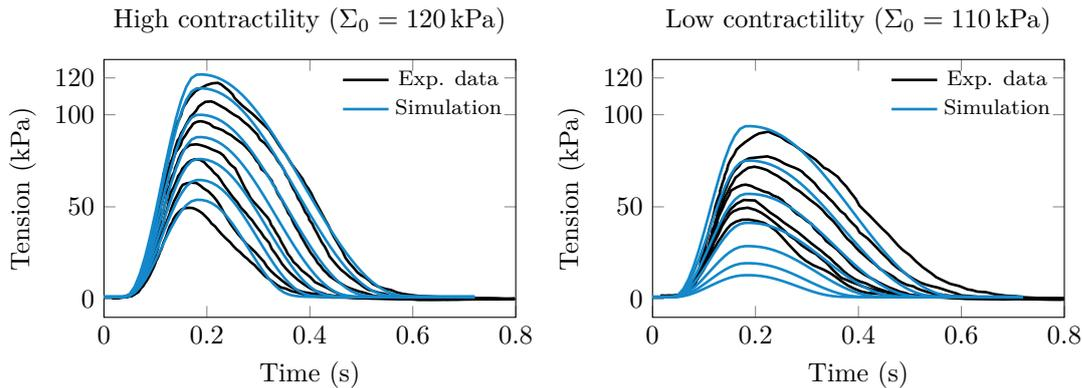 High contractility (Σ₀ = 120 kPa)
Tension (kPa)
120
100
50
0
Exp. data
Simulation
0
0.2
0.4
0.6
0.8
Time (s)
Low contractility (Σ₀ = 110 kPa)
Tension (kPa)
120
100
50
0
Exp. data
Simulation
0
0.2
0.4
0.6
0.8
Time (s)